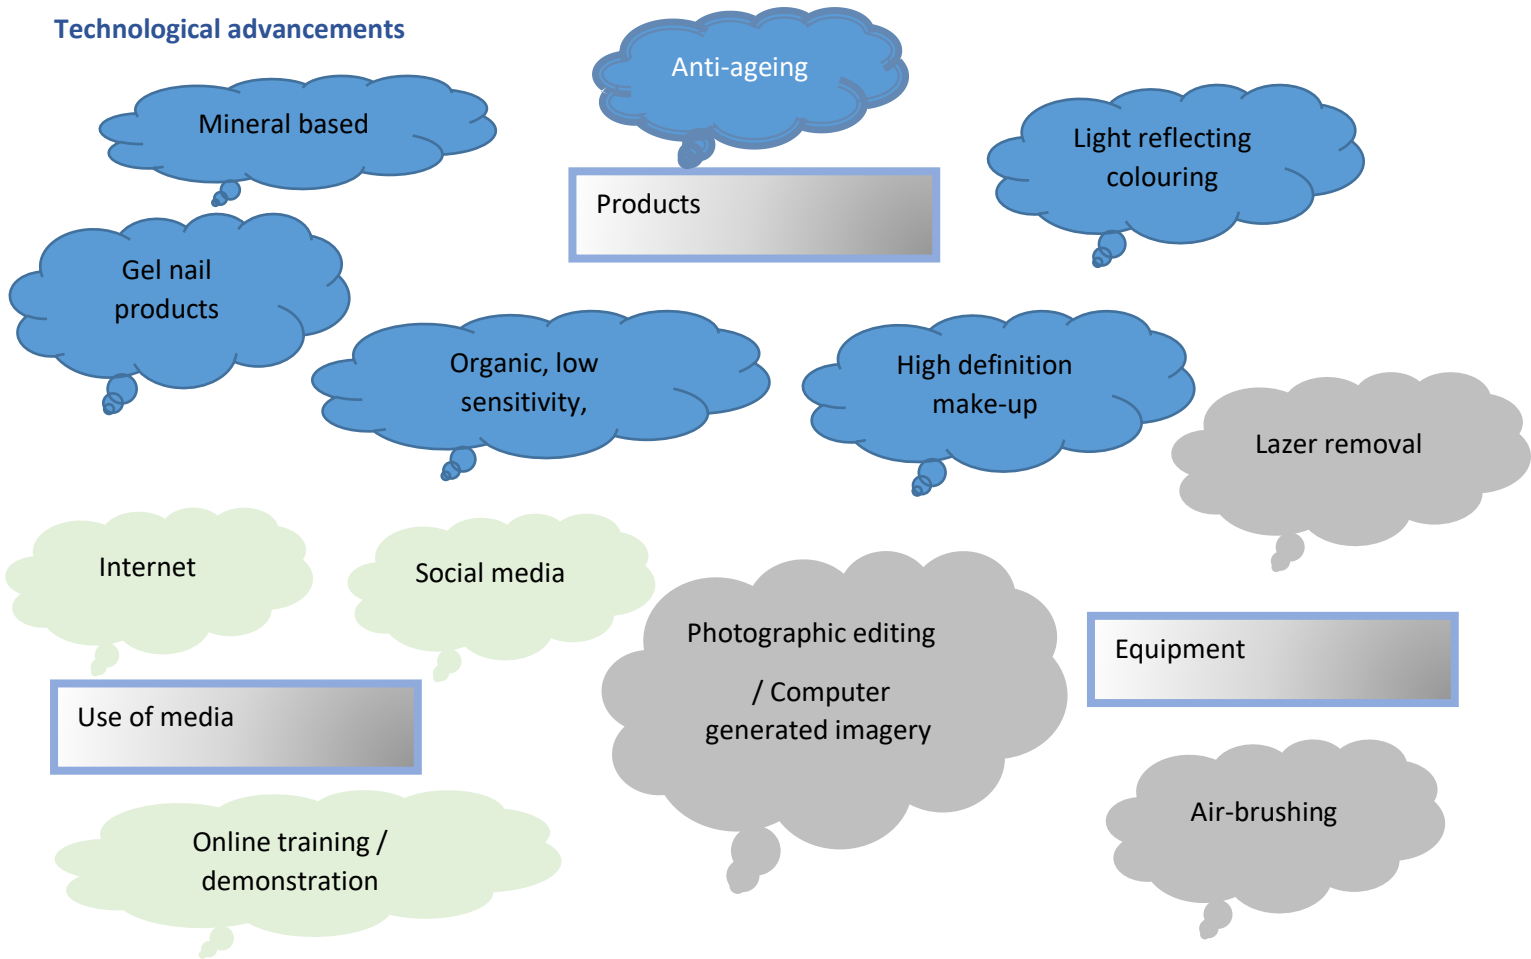 Technological advancements
Anti-ageing
Mineral based
Light reflecting
colouring
Products
Gel nail
products
Organic, low
sensitivity,
High definition
make-up
Lazer removal
Internet
Social media
Photographic editing
/ Computer
generated imagery
Equipment
Use of media
Air-brushing
Online training /
demonstration